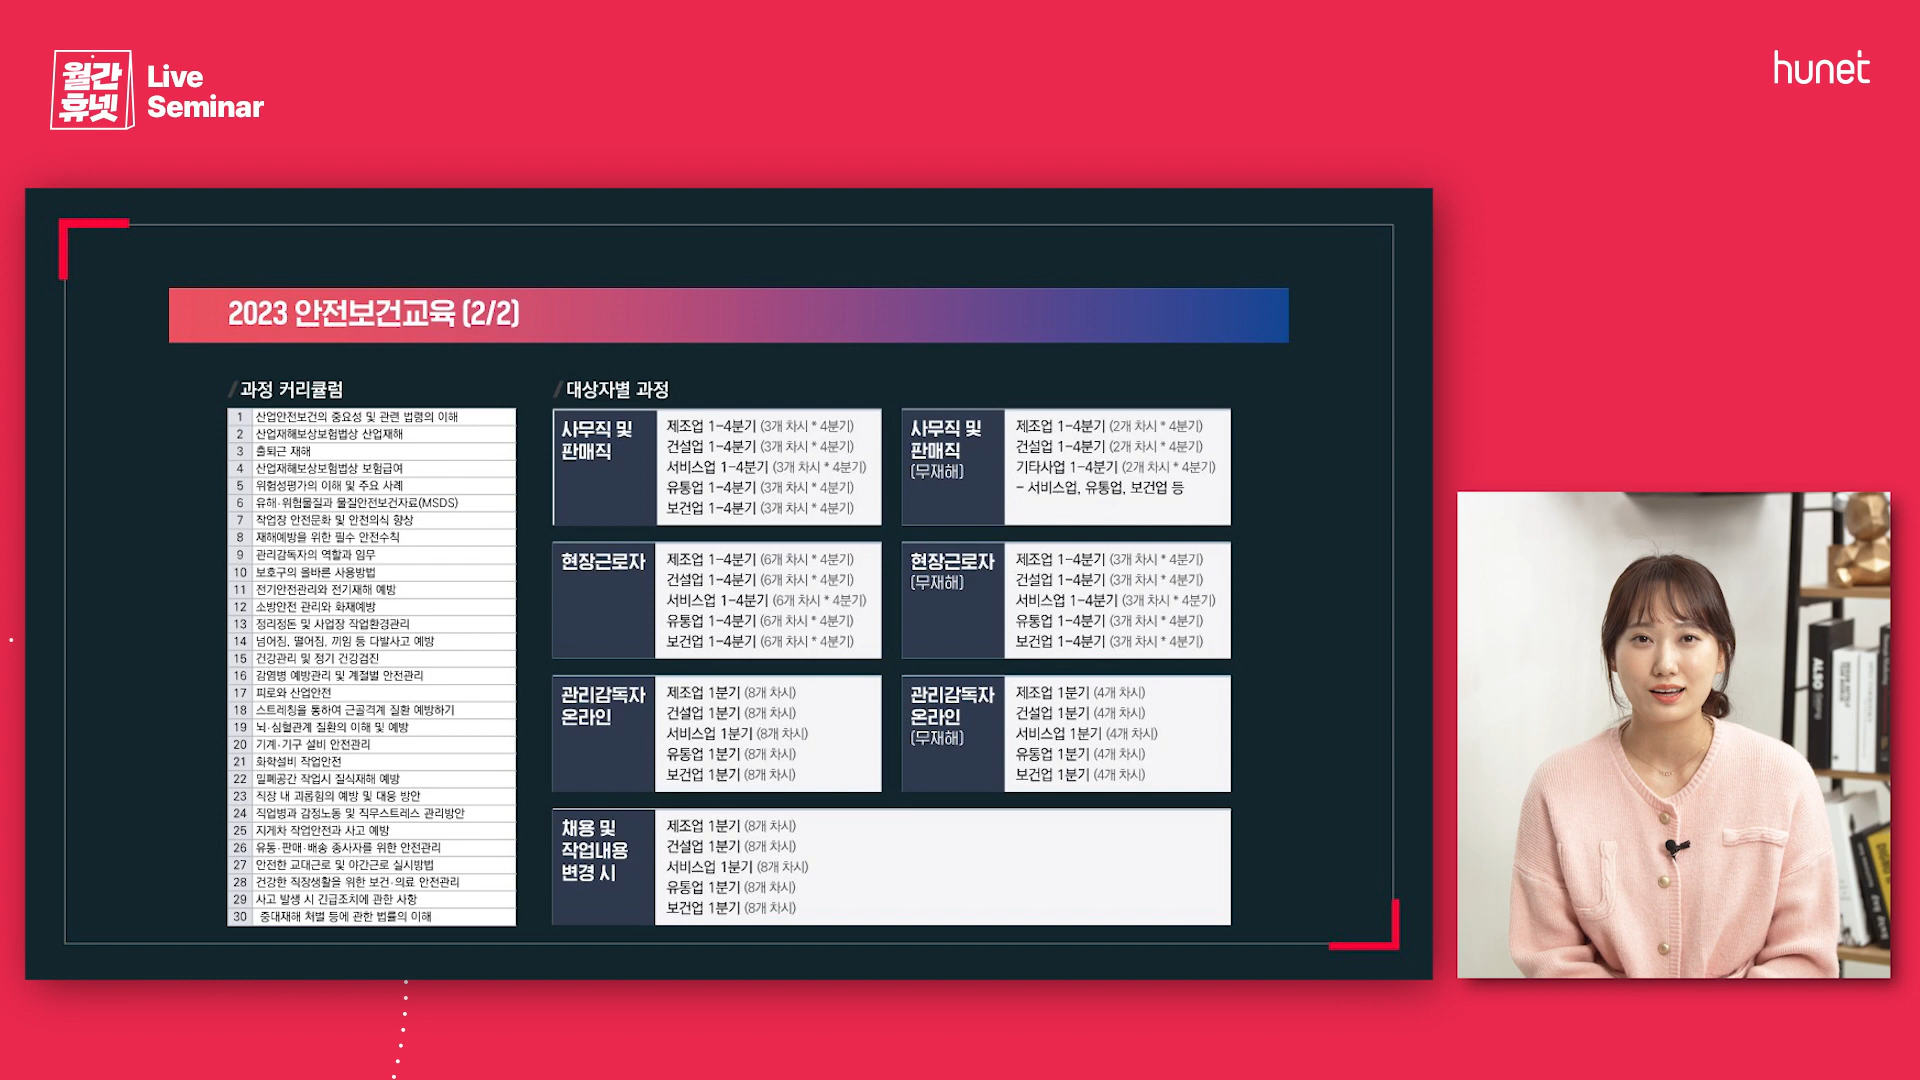 월간
휴넷
Live
Seminar
hunet
2023 안전보건교육 (2/2)
과정 커리큘럼
1 산업안전보건의 중요성 및 관련 법령의 이해
2 산업재해보상보험법상 산업재해
3 출퇴근 재해
4 산업재해보상보험법상 보험급여
5 위험성평가의 이해 및 주요 사례
6 유해·위험물질과 물질안전보건자료(MSDS)
7 작업장 안전문화 및 안전의식 향상
8 재해예방을 위한 필수 안전수칙
9 관리감독자의 역할과 임무
10 보호구의 올바른 사용방법
11 전기안전관리와 전기재해 예방
12 소방안전 관리와 화재예방
13 정리정돈 및 사업장 작업환경관리
14 넘어짐, 떨어짐, 끼임 등 다발사고 예방
15 건강관리 및 정기 건강검진
16 감염병 예방관리 및 계절별 안전관리
17 피로와 산업안전
18 스트레칭을 통하여 근골격계 질환 예방하기
19 뇌·심혈관계 질환의 이해 및 예방
20 기계·기구 설비 안전관리
21 화학설비 작업안전
22 밀폐공간 작업시 질식재해 예방
23 직장 내 괴롭힘의 예방 및 대응 방안
24 직업병과 감정노동 및 직무스트레스 관리방안
25 지게차 작업안전과 사고 예방
26 유통·판매·배송 종사자를 위한 안전관리
27 안전한 교대근로 및 야간근로 실시방법
28 건강한 직장생활을 위한 보건·의료 안전관리
29 사고 발생 시 긴급조치에 관한 사항
30 중대재해 처벌 등에 관한 법률의 이해
대상자별 과정
사무직 및
판매직
제조업 1-4분기 (3개 차시 * 4분기)
건설업 1-4분기 (3개 차시 * 4분기)
서비스업 1-4분기 (3개 차시 * 4분기)
유통업 1-4분기 (3개 차시 * 4분기)
보건업 1-4분기 (3개 차시 * 4분기)
사무직 및
판매직
(무재해)
제조업 1-4분기 (2개 차시 * 4분기)
건설업 1-4분기 (2개 차시 * 4분기)
기타사업 1-4분기 (2개 차시 * 4분기)
- 서비스업, 유통업, 보건업 등
현장근로자
제조업 1-4분기 (6개 차시 * 4분기)
건설업 1-4분기 (6개 차시 * 4분기)
서비스업 1-4분기 (6개 차시 * 4분기)
유통업 1-4분기 (6개 차시 * 4분기)
보건업 1-4분기 (6개 차시 * 4분기)
현장근로자
(무재해)
제조업 1-4분기 (3개 차시 * 4분기)
건설업 1-4분기 (3개 차시 * 4분기)
서비스업 1-4분기 (3개 차시 * 4분기)
유통업 1-4분기 (3개 차시 * 4분기)
보건업 1-4분기 (3개 차시 * 4분기)
관리감독자
온라인
제조업 1분기 (8개 차시)
건설업 1분기 (8개 차시)
서비스업 1분기 (8개 차시)
유통업 1분기 (8개 차시)
보건업 1분기 (8개 차시)
관리감독자
온라인
(무재해)
제조업 1분기 (4개 차시)
건설업 1분기 (4개 차시)
서비스업 1분기 (4개 차시)
유통업 1분기 (4개 차시)
보건업 1분기 (4개 차시)
채용 및
작업내용
변경 시
제조업 1분기 (8개 차시)
건설업 1분기 (8개 차시)
서비스업 1분기 (8개 차시)
유통업 1분기 (8개 차시)
보건업 1분기 (8개 차시)
ALSO